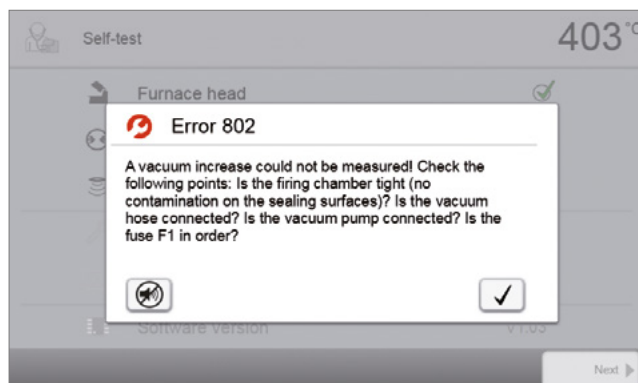 Self-test
403 °C
Furnace head
Error 802
A vacuum increase could not be measured! Check the
following points: Is the firing chamber tight (no
contamination on the sealing surfaces)? Is the vacuum
hose connected? Is the vacuum pump connected? Is the
fuse F1 in order?
Software version V1.03
Next